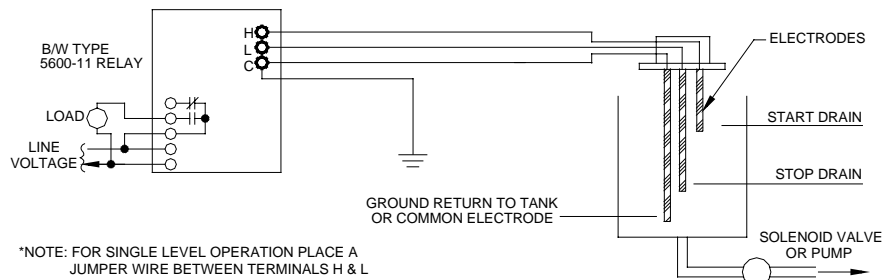 B/W TYPE
5600-11 RELAY
H
L
C
LOAD
LINE
VOLTAGE
ELECTRODES
START DRAIN
STOP DRAIN
GROUND RETURN TO TANK
OR COMMON ELECTRODE
SOLENOID VALVE
OR PUMP
*NOTE: FOR SINGLE LEVEL OPERATION PLACE A
JUMPER WIRE BETWEEN TERMINALS H & L